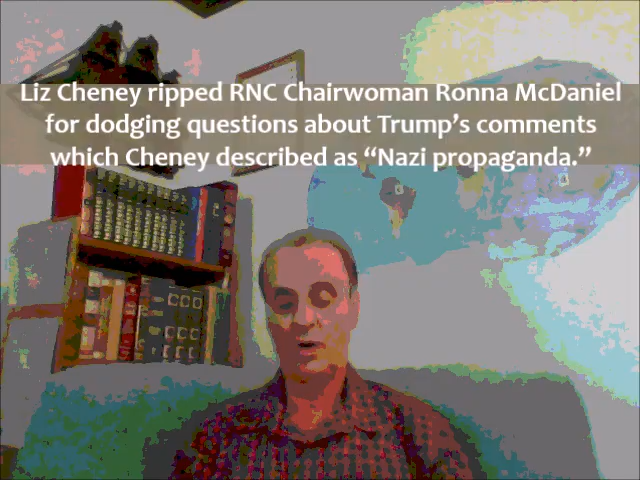 Liz Cheney ripped RNC Chairwoman Ronna McDaniel
for dodging questions about Trump’s comments
which Cheney described as “Nazi propaganda.”